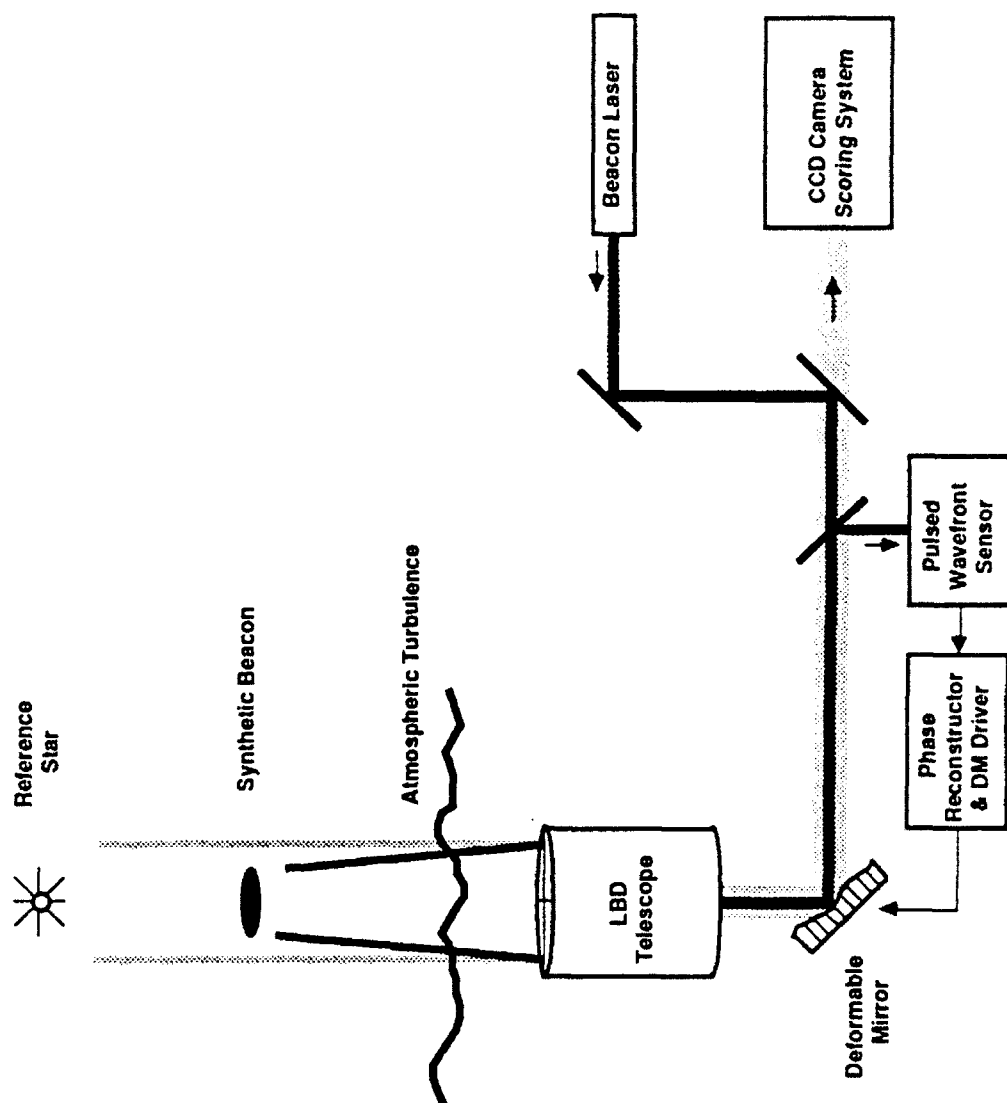 Reference
Star
Synthetic Beacon
Atmospheric Turbulence
LBD
Telescope
Deformable
Mirror
Phase
Reconstructor
& DM Driver
Pulsed
Wavefront
Sensor
Beacon Laser
CCD Camera
Scoring System